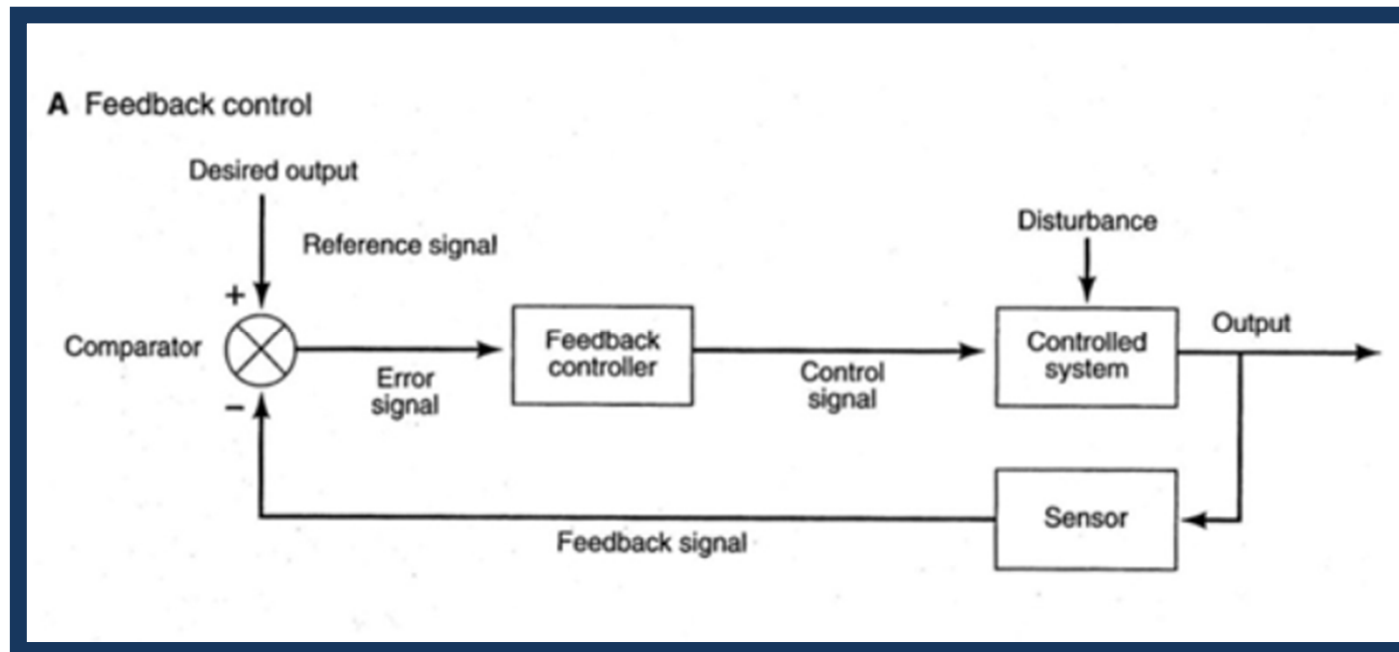 A Feedback control
Desired output
Reference signal
Disturbance
+
Comparator
Feedback
controller
Controlled
system
Output
Error
signal
Control
signal
−
Sensor
Feedback signal